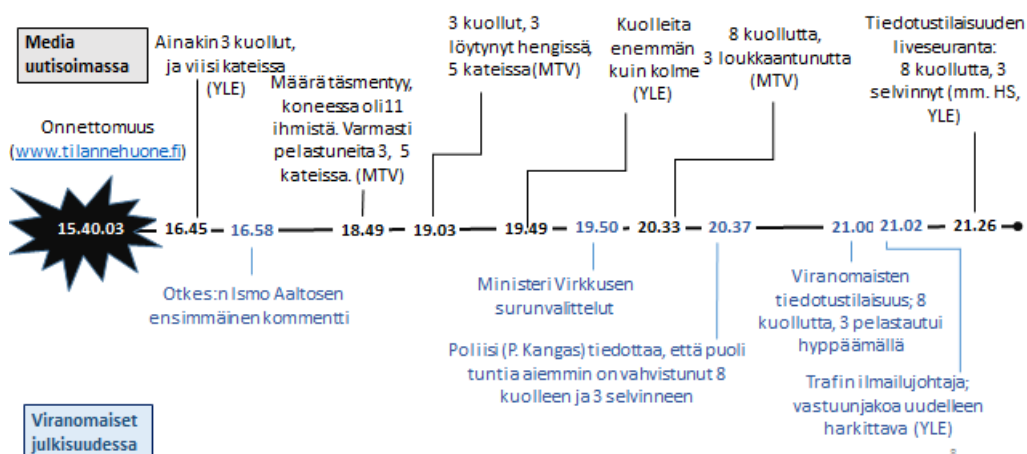 Media
uutisoimassa
Ainakin 3 kuollut,
ja viisi kateissa
(YLE)
Määrä täsmentyy,
koneessa oli 11
ihmistä. Varmasti
pelastuneita 3, 5
kateissa. (MTV)
3 kuollut, 3
löytynyt hengissä,
5 kateissa (MTV)
Kuolleita
enemmän
kuin kolme
(YLE)
8 kuollutta,
3 loukkaantunutta
(MTV)
Tiedotustilaisuuden
liveseuranta:
8 kuollutta, 3
selvinnyt (mm. HS,
YLE)
Onnettomuus
(www.tilannehuone.fi)
15.40.03 16.45 16.58 18.49 19.03 19.49 19.50 20.33 20.37 21.00 21.02 21.26
Otkes:n Ismo Aaltosen
ensimmäinen kommentti
Ministeri Virkkusen
surunvalittelut
Poliisi (P. Kangas) tiedottaa, että puoli
tuntia aiemmin on vahvistunut 8
kuolleen ja 3 selvinneen
Viranomaisten
tiedotustilaisuus; 8
kuollutta, 3 pelastautui
hyppäämällä
Trafin ilmailujohtaja;
vastuunjakoa uudelleen
harkittava (YLE)
Viranomaiset
julkisuudessa